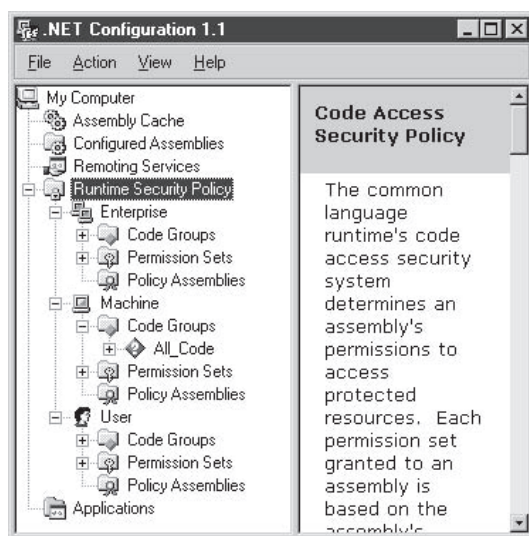 .NET Configuration 1.1
File Action View Help
My Computer
Assembly Cache
Configured Assemblies
Remoting Services
Runtime Security Policy
Enterprise
Code Groups
Permission Sets
Policy Assemblies
Machine
Code Groups
All_Code
Permission Sets
Policy Assemblies
User
Code Groups
Permission Sets
Policy Assemblies
Applications
Code Access
Security Policy
The common
language
runtime's code
access security
system
determines an
assembly's
permissions to
access
protected
resources. Each
permission set
granted to an
assembly is
based on the
assembly's